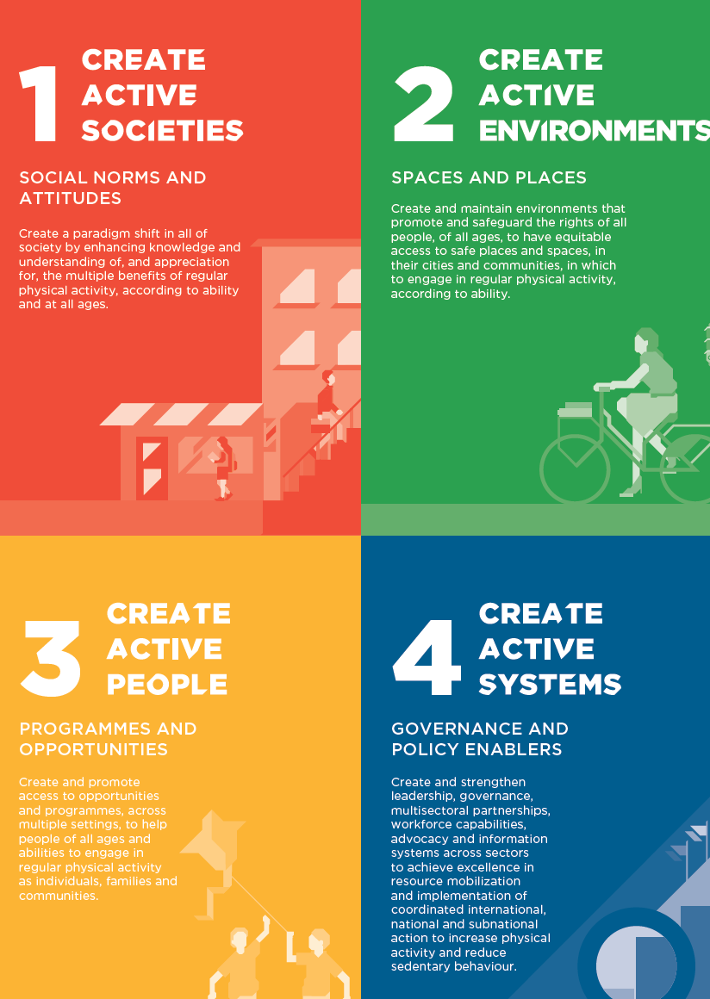 1
CREATE
ACTIVE
SOCIETIES
SOCIAL NORMS AND
ATTITUDES
Create a paradigm shift in all of
society by enhancing knowledge and
understanding of, and appreciation
for, the multiple benefits of regular
physical activity, according to ability
and at all ages.
2
CREATE
ACTIVE
ENVIRONMENTS
SPACES AND PLACES
Create and maintain environments that
promote and safeguard the rights of all
people, of all ages, to have equitable
access to safe places and spaces, in
their cities and communities, in which
to engage in regular physical activity,
according to ability.
3
CREATE
ACTIVE
PEOPLE
PROGRAMMES AND
OPPORTUNITIES
Create and promote
access to opportunities
and programmes, across
multiple settings, to help
people of all ages and
abilities to engage in
regular physical activity
as individuals, families and
communities.
4
CREATE
ACTIVE
SYSTEMS
GOVERNANCE AND
POLICY ENABLERS
Create and strengthen
leadership, governance,
multisectoral partnerships,
workforce capabilities,
advocacy and information
systems across sectors
to achieve excellence in
resource mobilization
and implementation of
coordinated international,
national and subnational
action to increase physical
activity and reduce
sedentary behaviour.